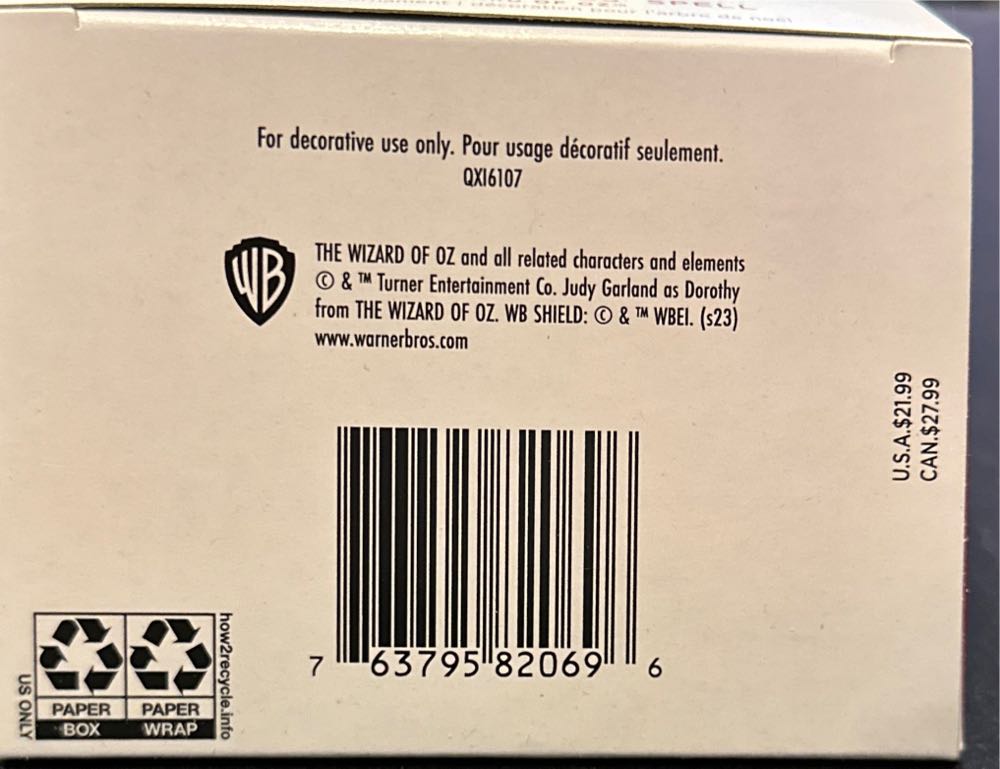 SPELL
For decorative use only. Pour usage décoratif seulement.
QXI6107
WB
THE WIZARD OF OZ and all related characters and elements
© & ™ Turner Entertainment Co. Judy Garland as Dorothy
from THE WIZARD OF OZ. WB SHIELD: © & ™ WBEI. (s23)
www.warnerbros.com
U.S.A.$21.99
CAN.$27.99
7 63795 82069 6
US ONLY
PAPER
BOX
PAPER
WRAP
how2recycle.info